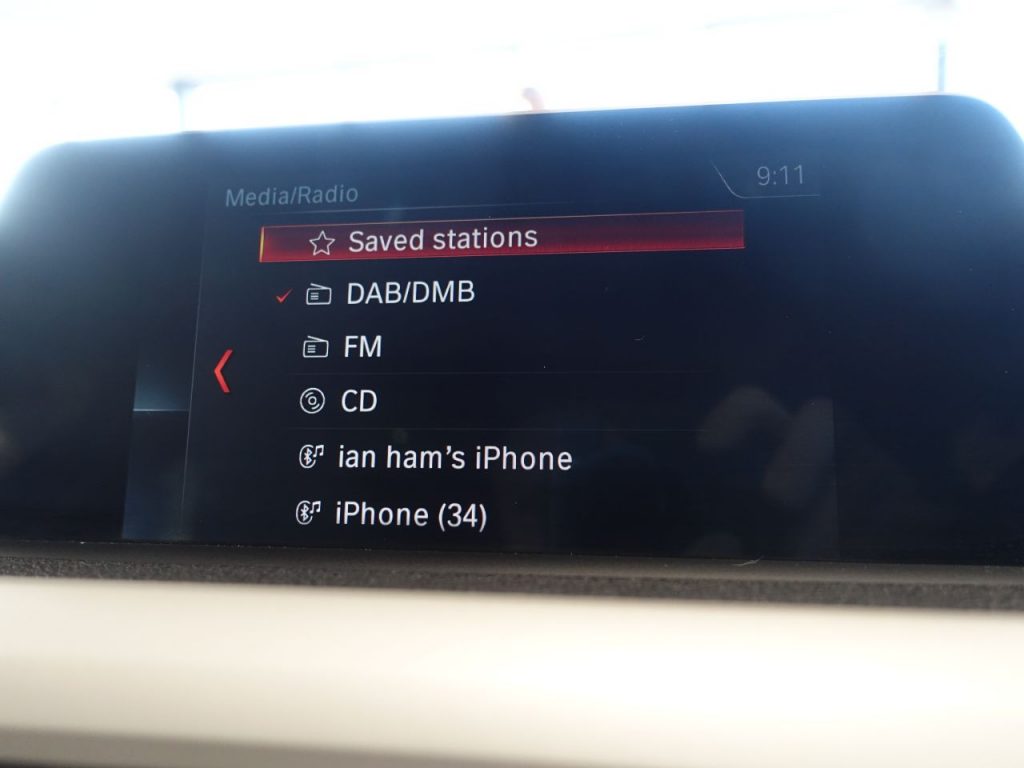 Media/Radio
9:11
Saved stations
DAB/DMB
FM
CD
ian ham's iPhone
iPhone (34)